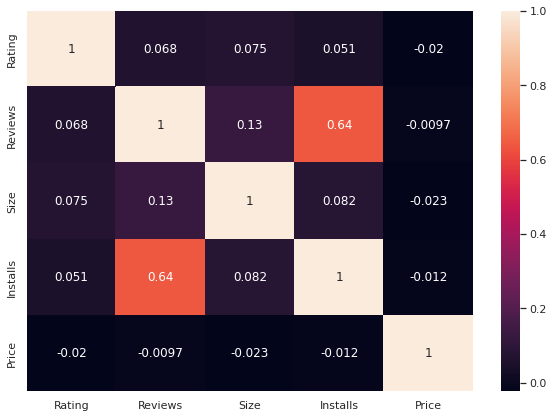 Rating 1 0.068 0.075 0.051 -0.02
Reviews 0.068 1 0.13 0.64 -0.0097
Size 0.075 0.13 1 0.082 -0.023
Installs 0.051 0.64 0.082 1 -0.012
Price -0.02 -0.0097 -0.023 -0.012 1
Rating Reviews Size Installs Price
1.0
0.8
0.6
0.4
0.2
0.0